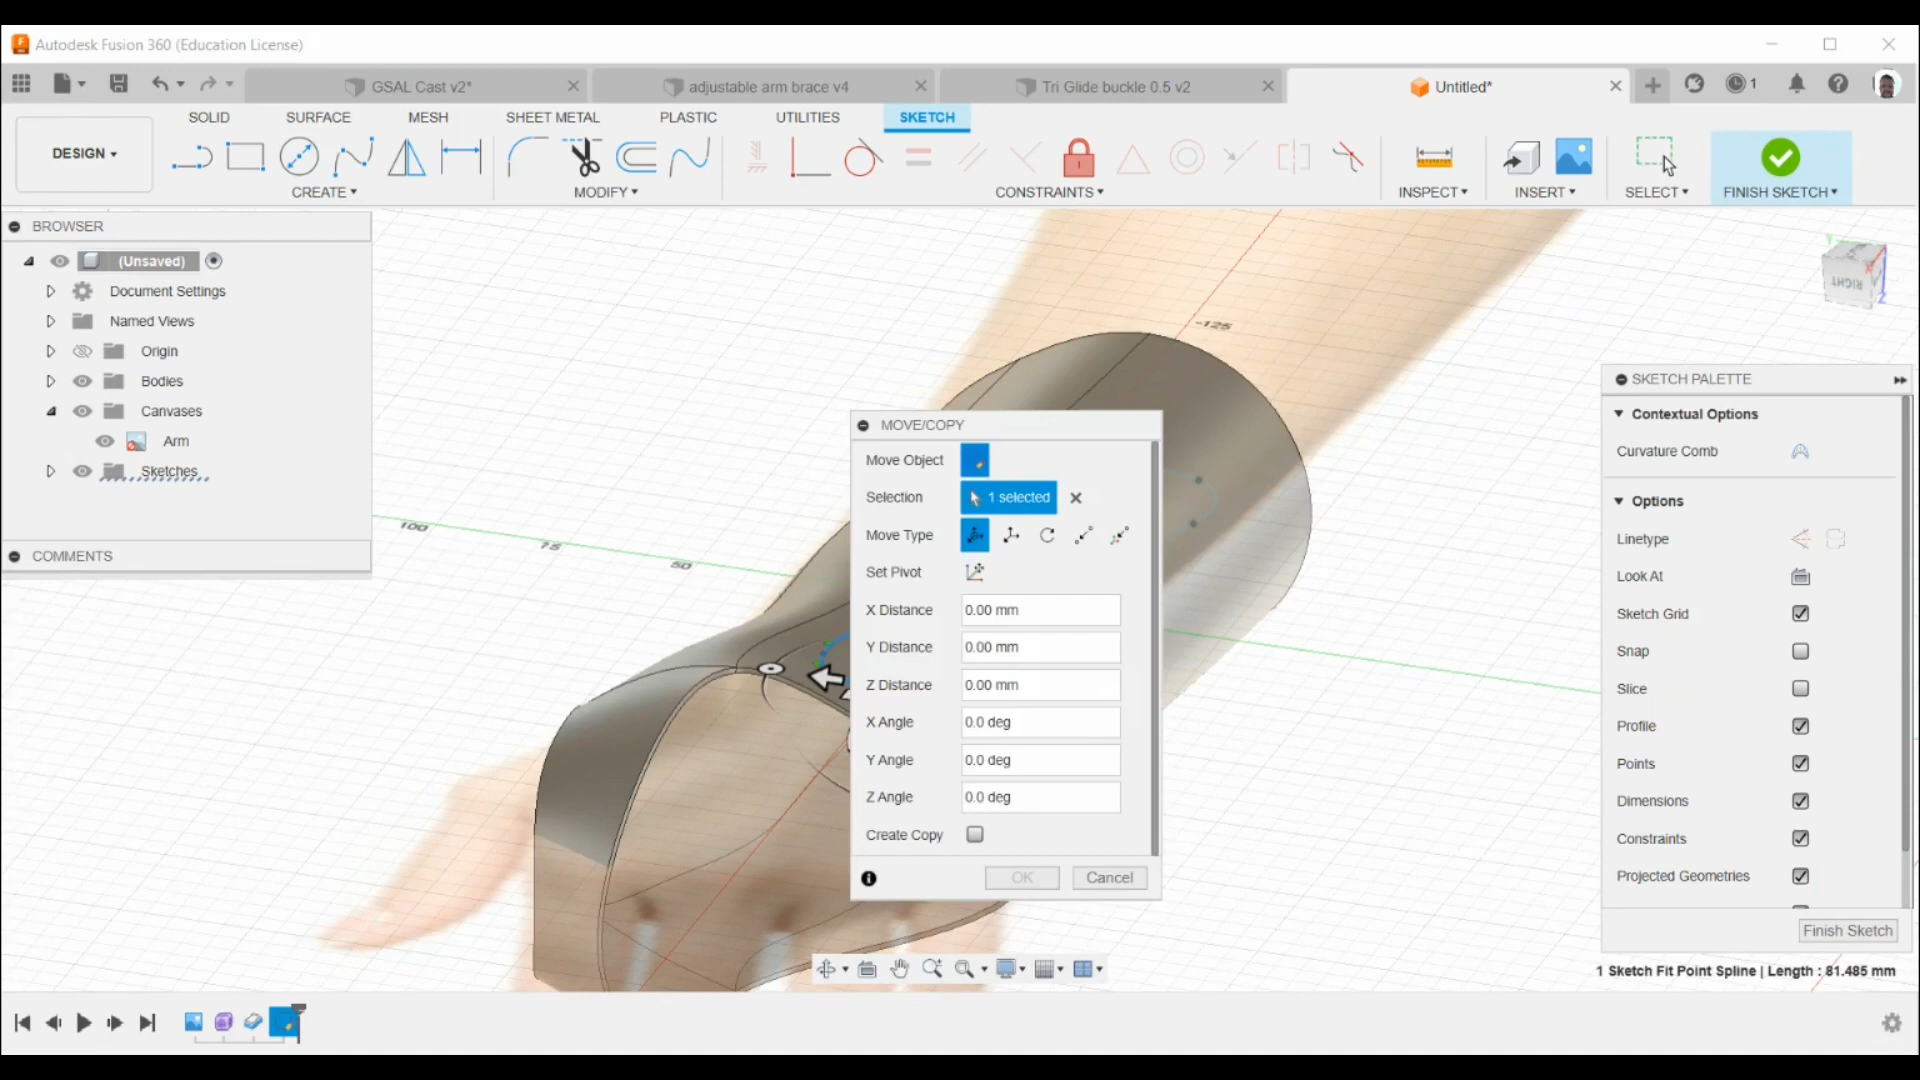 Autodesk Fusion 360 (Education License)
GSAL Cast v2*
adjustable arm brace v4
Tri Glide buckle 0.5 v2
Untitled*
1
SOLID
SURFACE
MESH
SHEET METAL
PLASTIC
UTILITIES
SKETCH
DESIGN
CREATE
MODIFY
CONSTRAINTS
INSPECT
INSERT
SELECT
FINISH SKETCH
BROWSER
(Unsaved)
Document Settings
Named Views
Origin
Bodies
Canvases
Arm
Sketches
COMMENTS
100
75
50
-125
RIGHT
Y
X
Z
MOVE/COPY
Move Object
Selection
1 selected
Move Type
Set Pivot
X Distance
0.00 mm
Y Distance
0.00 mm
Z Distance
0.00 mm
X Angle
0.0 deg
Y Angle
0.0 deg
Z Angle
0.0 deg
Create Copy
OK
Cancel
SKETCH PALETTE
Contextual Options
Curvature Comb
Options
Linetype
Look At
Sketch Grid
Snap
Slice
Profile
Points
Dimensions
Constraints
Projected Geometries
Finish Sketch
1 Sketch Fit Point Spline | Length : 81.485 mm